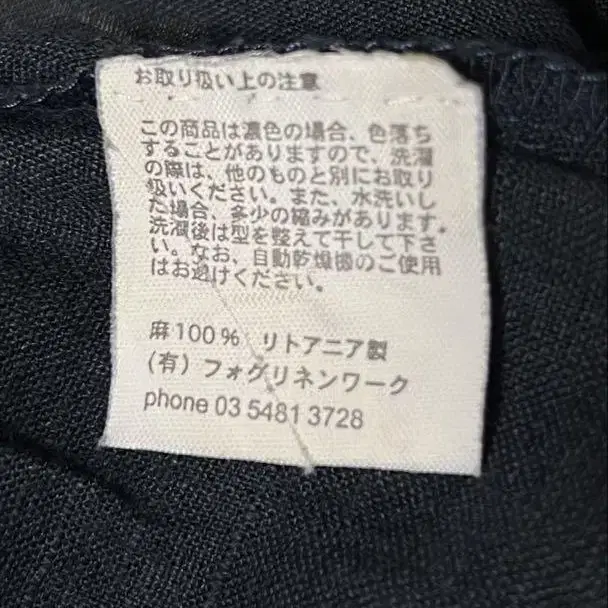 お取り扱い上の注意
この商品は濃色の場合、色落ち
することがありますので、洗濯
の際は、他のものと別にお取り
扱いください。また、水洗いし
た場合、多少の縮みがあります。
洗濯後は型を整えて干して下さ
い。なお、自動乾燥機のご使用
はお避けください。
麻100% リトアニア製
(有) フォグリネンワーク
phone 03 5481 3728